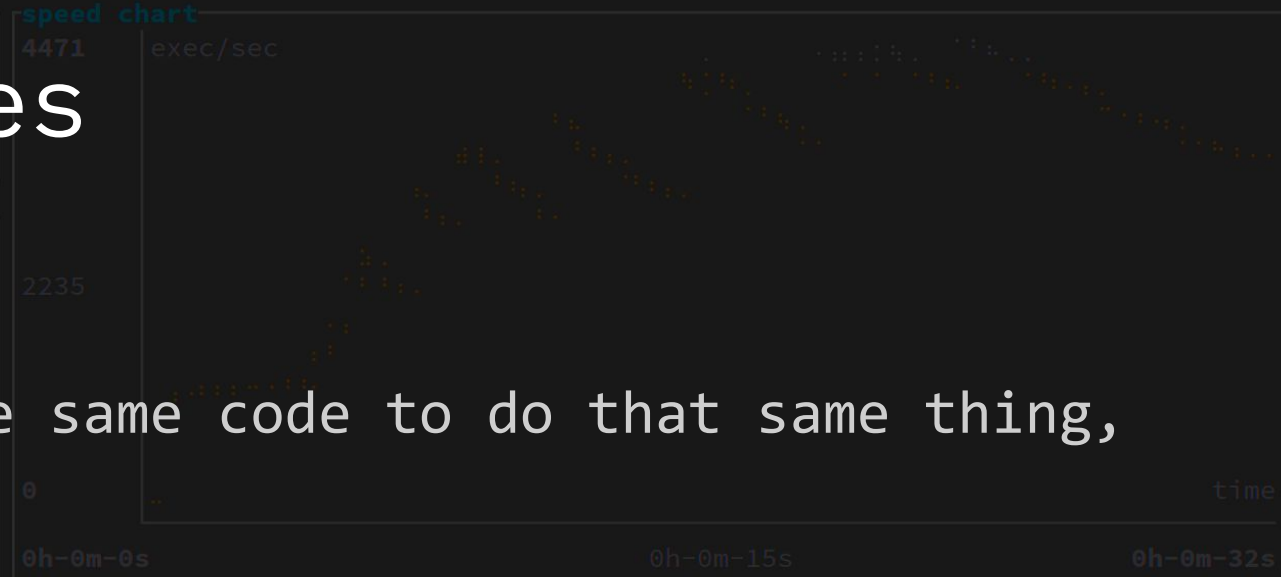 speed chart
4471 exec/sec
es
2235
e same code to do that same thing,
0 time
0h-0m-0s 0h-0m-15s 0h-0m-32s